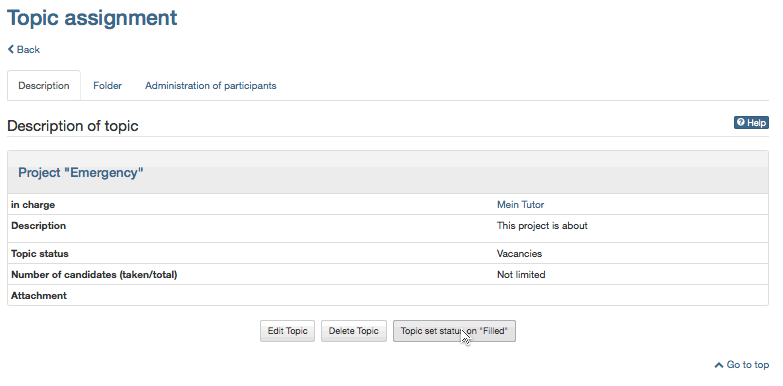 Topic assignment
Back
Description Folder Administration of participants
Description of topic
Help
Project "Emergency"
in charge Mein Tutor
Description This project is about
Topic status Vacancies
Number of candidates (taken/total) Not limited
Attachment
Edit Topic Delete Topic Topic set status on "Filled"
Go to top